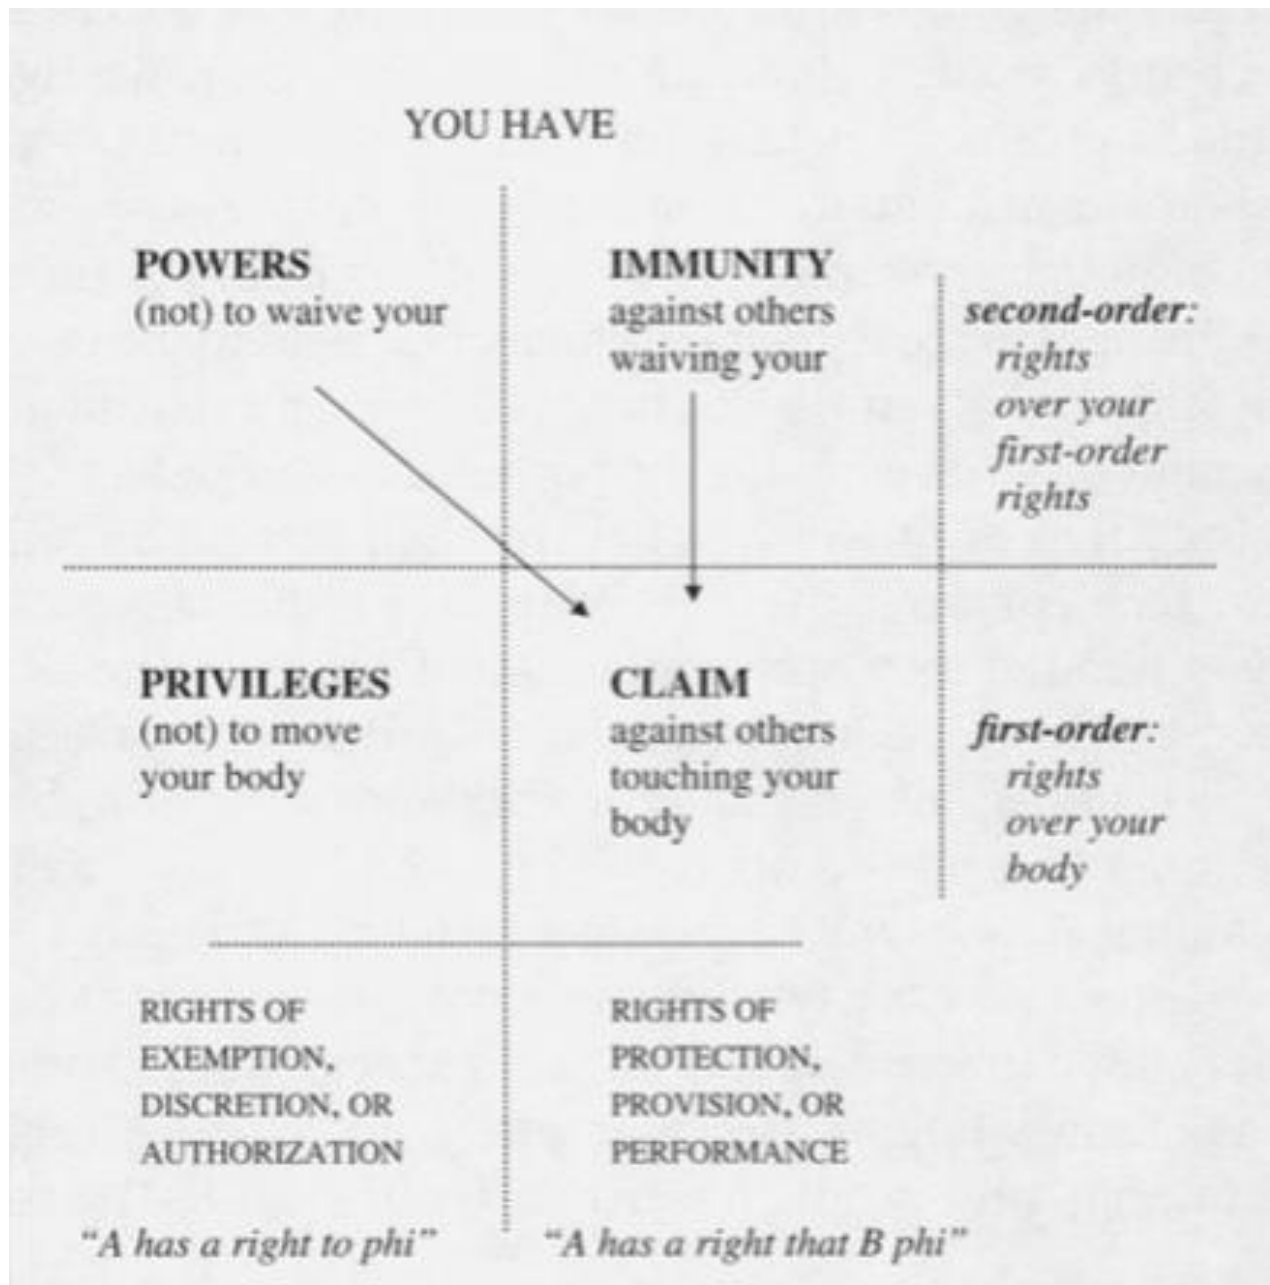 YOU HAVE
POWERS
(not) to waive your
IMMUNITY
against others
waiving your
second-order:
rights
over your
first-order
rights
PRIVILEGES
(not) to move
your body
CLAIM
against others
touching your
body
first-order:
rights
over your
body
RIGHTS OF
EXEMPTION,
DISCRETION, OR
AUTHORIZATION
RIGHTS OF
PROTECTION,
PROVISION, OR
PERFORMANCE
“A has a right to phi”
“A has a right that B phi”